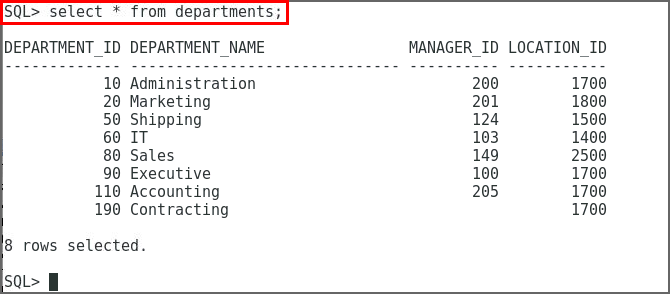 SQL> select * from departments;
DEPARTMENT_ID DEPARTMENT_NAME                MANAGER_ID LOCATION_ID
------------- ------------------------------ ---------- -----------
           10 Administration                        200        1700
           20 Marketing                             201        1800
           50 Shipping                              124        1500
           60 IT                                    103        1400
           80 Sales                                 149        2500
           90 Executive                             100        1700
          110 Accounting                            205        1700
          190 Contracting                                      1700
8 rows selected.
SQL>